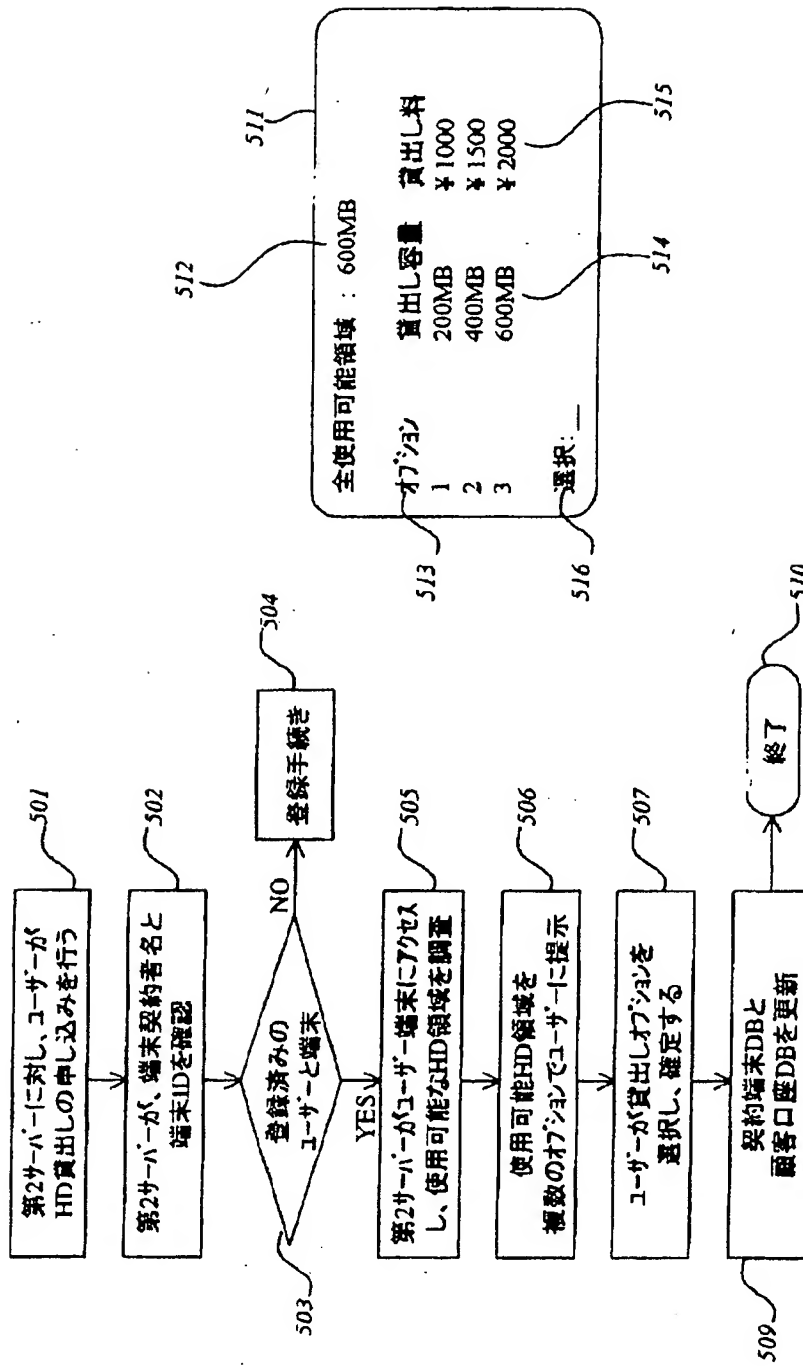 501
第2サーバーに対し、ユーザーが
HD貸出しの申し込みを行う
502
第2サーバーが、端末契約者名と
端末IDを確認
503
登録済みの
ユーザーと端末
NO
504
登録手続き
YES
505
第2サーバーがユーザー端末にアクセス
し、使用可能なHD領域を調査
506
使用可能HD領域を
複数のオプションでユーザーに提示
507
ユーザーが貸出しオプションを
選択し、確定する
509
契約端末DBと
顧客口座DBを更新
510
終了
511
512
全使用可能領域 : 600MB
オプション 貸出し容量 貸出し料
1 200MB ¥1000
2 400MB ¥1500
3 600MB ¥2000
選択: _
513
514
515
516